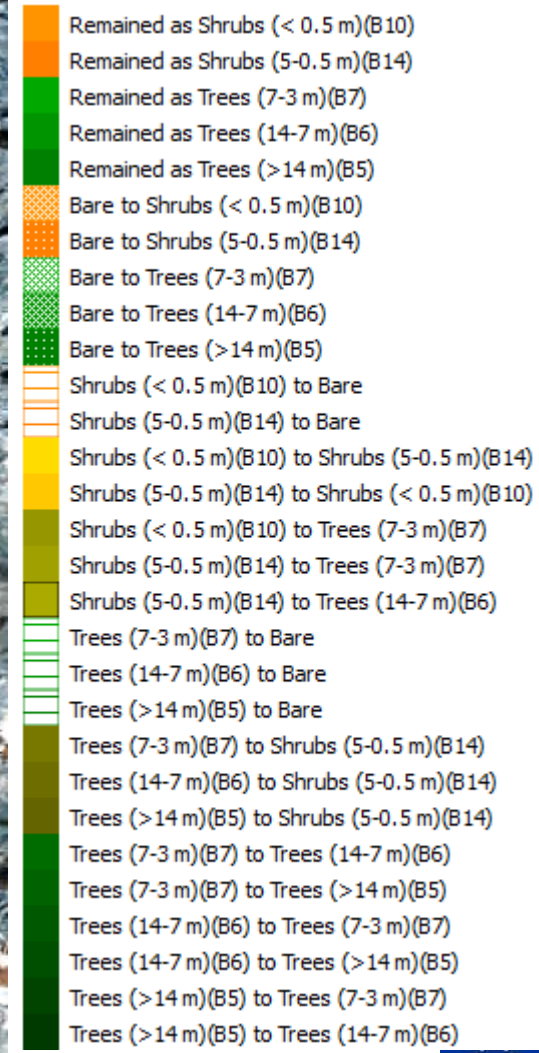 Remained as Shrubs (< 0.5 m)(B10)
Remained as Shrubs (5-0.5 m)(B14)
Remained as Trees (7-3 m)(B7)
Remained as Trees (14-7 m)(B6)
Remained as Trees (>14 m)(B5)
Bare to Shrubs (< 0.5 m)(B10)
Bare to Shrubs (5-0.5 m)(B14)
Bare to Trees (7-3 m)(B7)
Bare to Trees (14-7 m)(B6)
Bare to Trees (>14 m)(B5)
Shrubs (< 0.5 m)(B10) to Bare
Shrubs (5-0.5 m)(B14) to Bare
Shrubs (< 0.5 m)(B10) to Shrubs (5-0.5 m)(B14)
Shrubs (5-0.5 m)(B14) to Shrubs (< 0.5 m)(B10)
Shrubs (< 0.5 m)(B10) to Trees (7-3 m)(B7)
Shrubs (5-0.5 m)(B14) to Trees (7-3 m)(B7)
Shrubs (5-0.5 m)(B14) to Trees (14-7 m)(B6)
Trees (7-3 m)(B7) to Bare
Trees (14-7 m)(B6) to Bare
Trees (>14 m)(B5) to Bare
Trees (7-3 m)(B7) to Shrubs (5-0.5 m)(B14)
Trees (14-7 m)(B6) to Shrubs (5-0.5 m)(B14)
Trees (>14 m)(B5) to Shrubs (5-0.5 m)(B14)
Trees (7-3 m)(B7) to Trees (14-7 m)(B6)
Trees (7-3 m)(B7) to Trees (>14 m)(B5)
Trees (14-7 m)(B6) to Trees (7-3 m)(B7)
Trees (14-7 m)(B6) to Trees (>14 m)(B5)
Trees (>14 m)(B5) to Trees (7-3 m)(B7)
Trees (>14 m)(B5) to Trees (14-7 m)(B6)